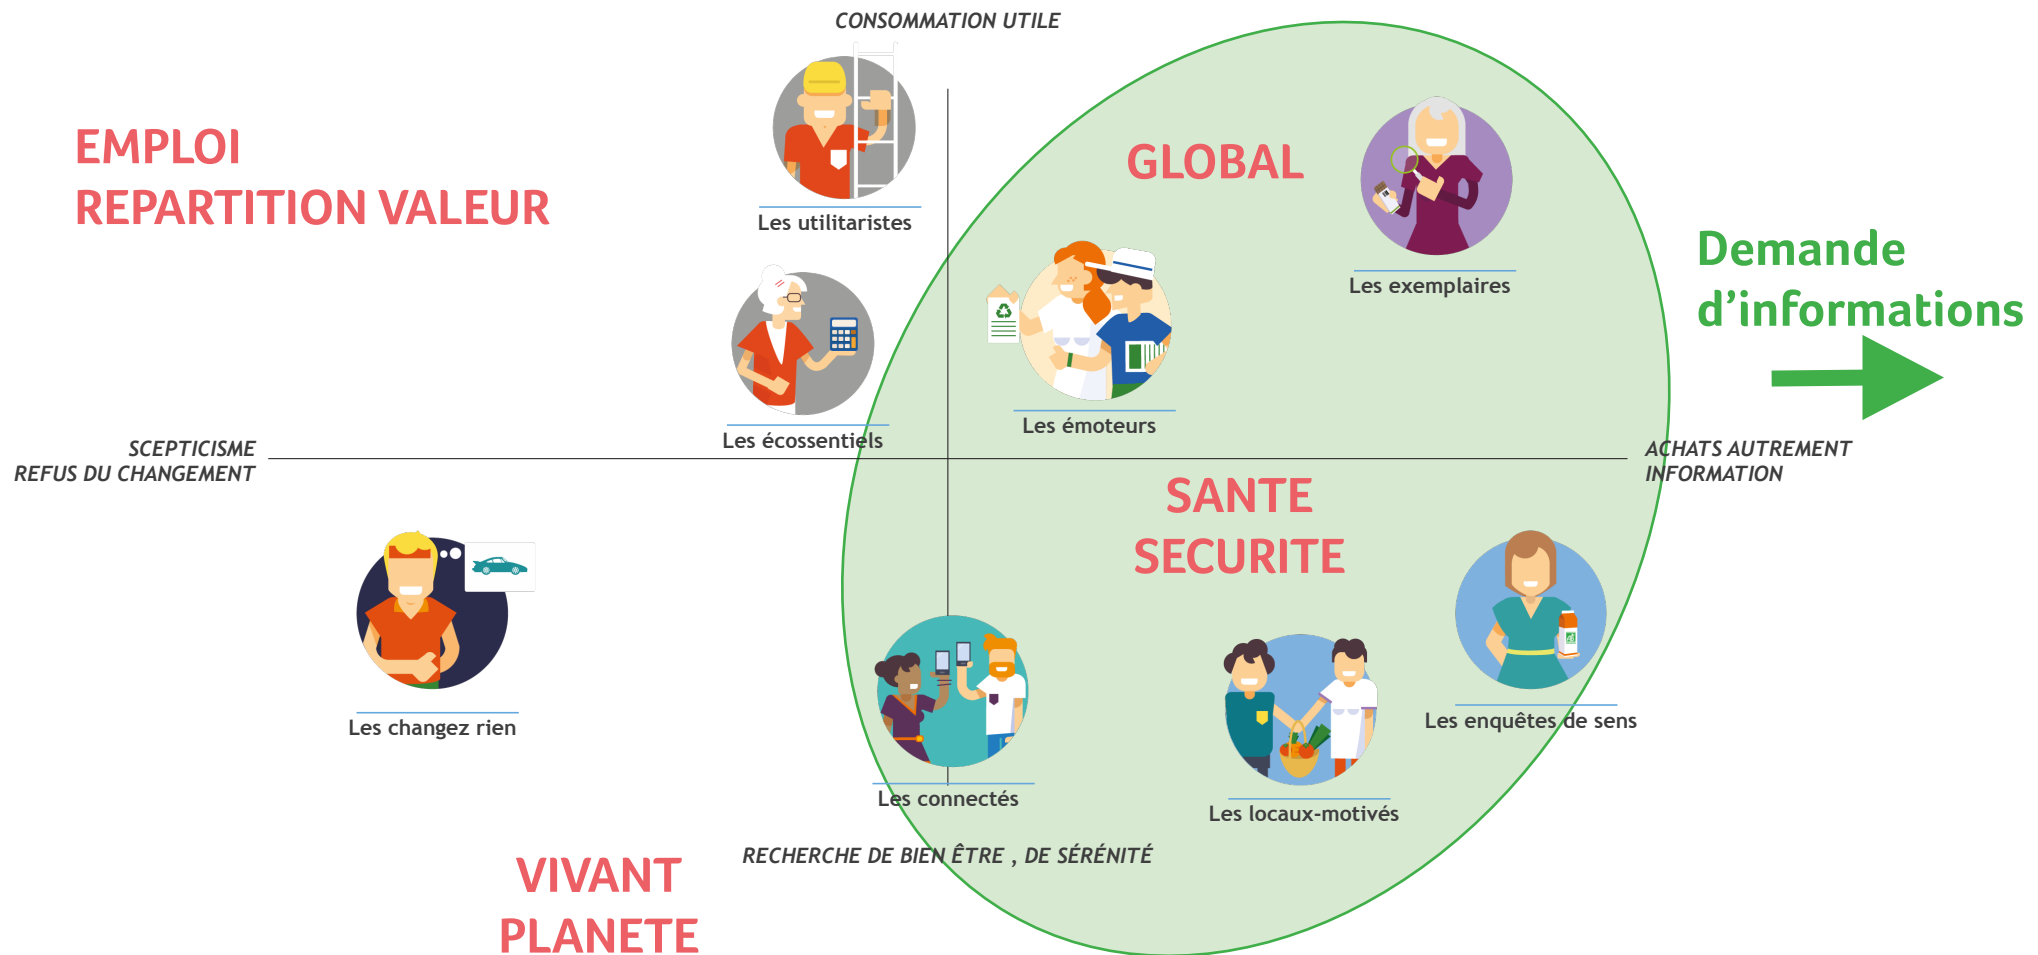 CONSOMMATION UTILE
EMPLOI
REPARTITION VALEUR
GLOBAL
Les utilitaristes
Les exemplaires
Demande
d’informations
Les émoteurs
Les écossentiels
SCEPTICISME
REFUS DU CHANGEMENT
ACHATS AUTREMENT
INFORMATION
SANTE
SECURITE
Les changez rien
Les enquêtes de sens
Les connectés
Les locaux-motivés
RECHERCHE DE BIEN ÊTRE , DE SÉRÉNITÉ
VIVANT
PLANETE